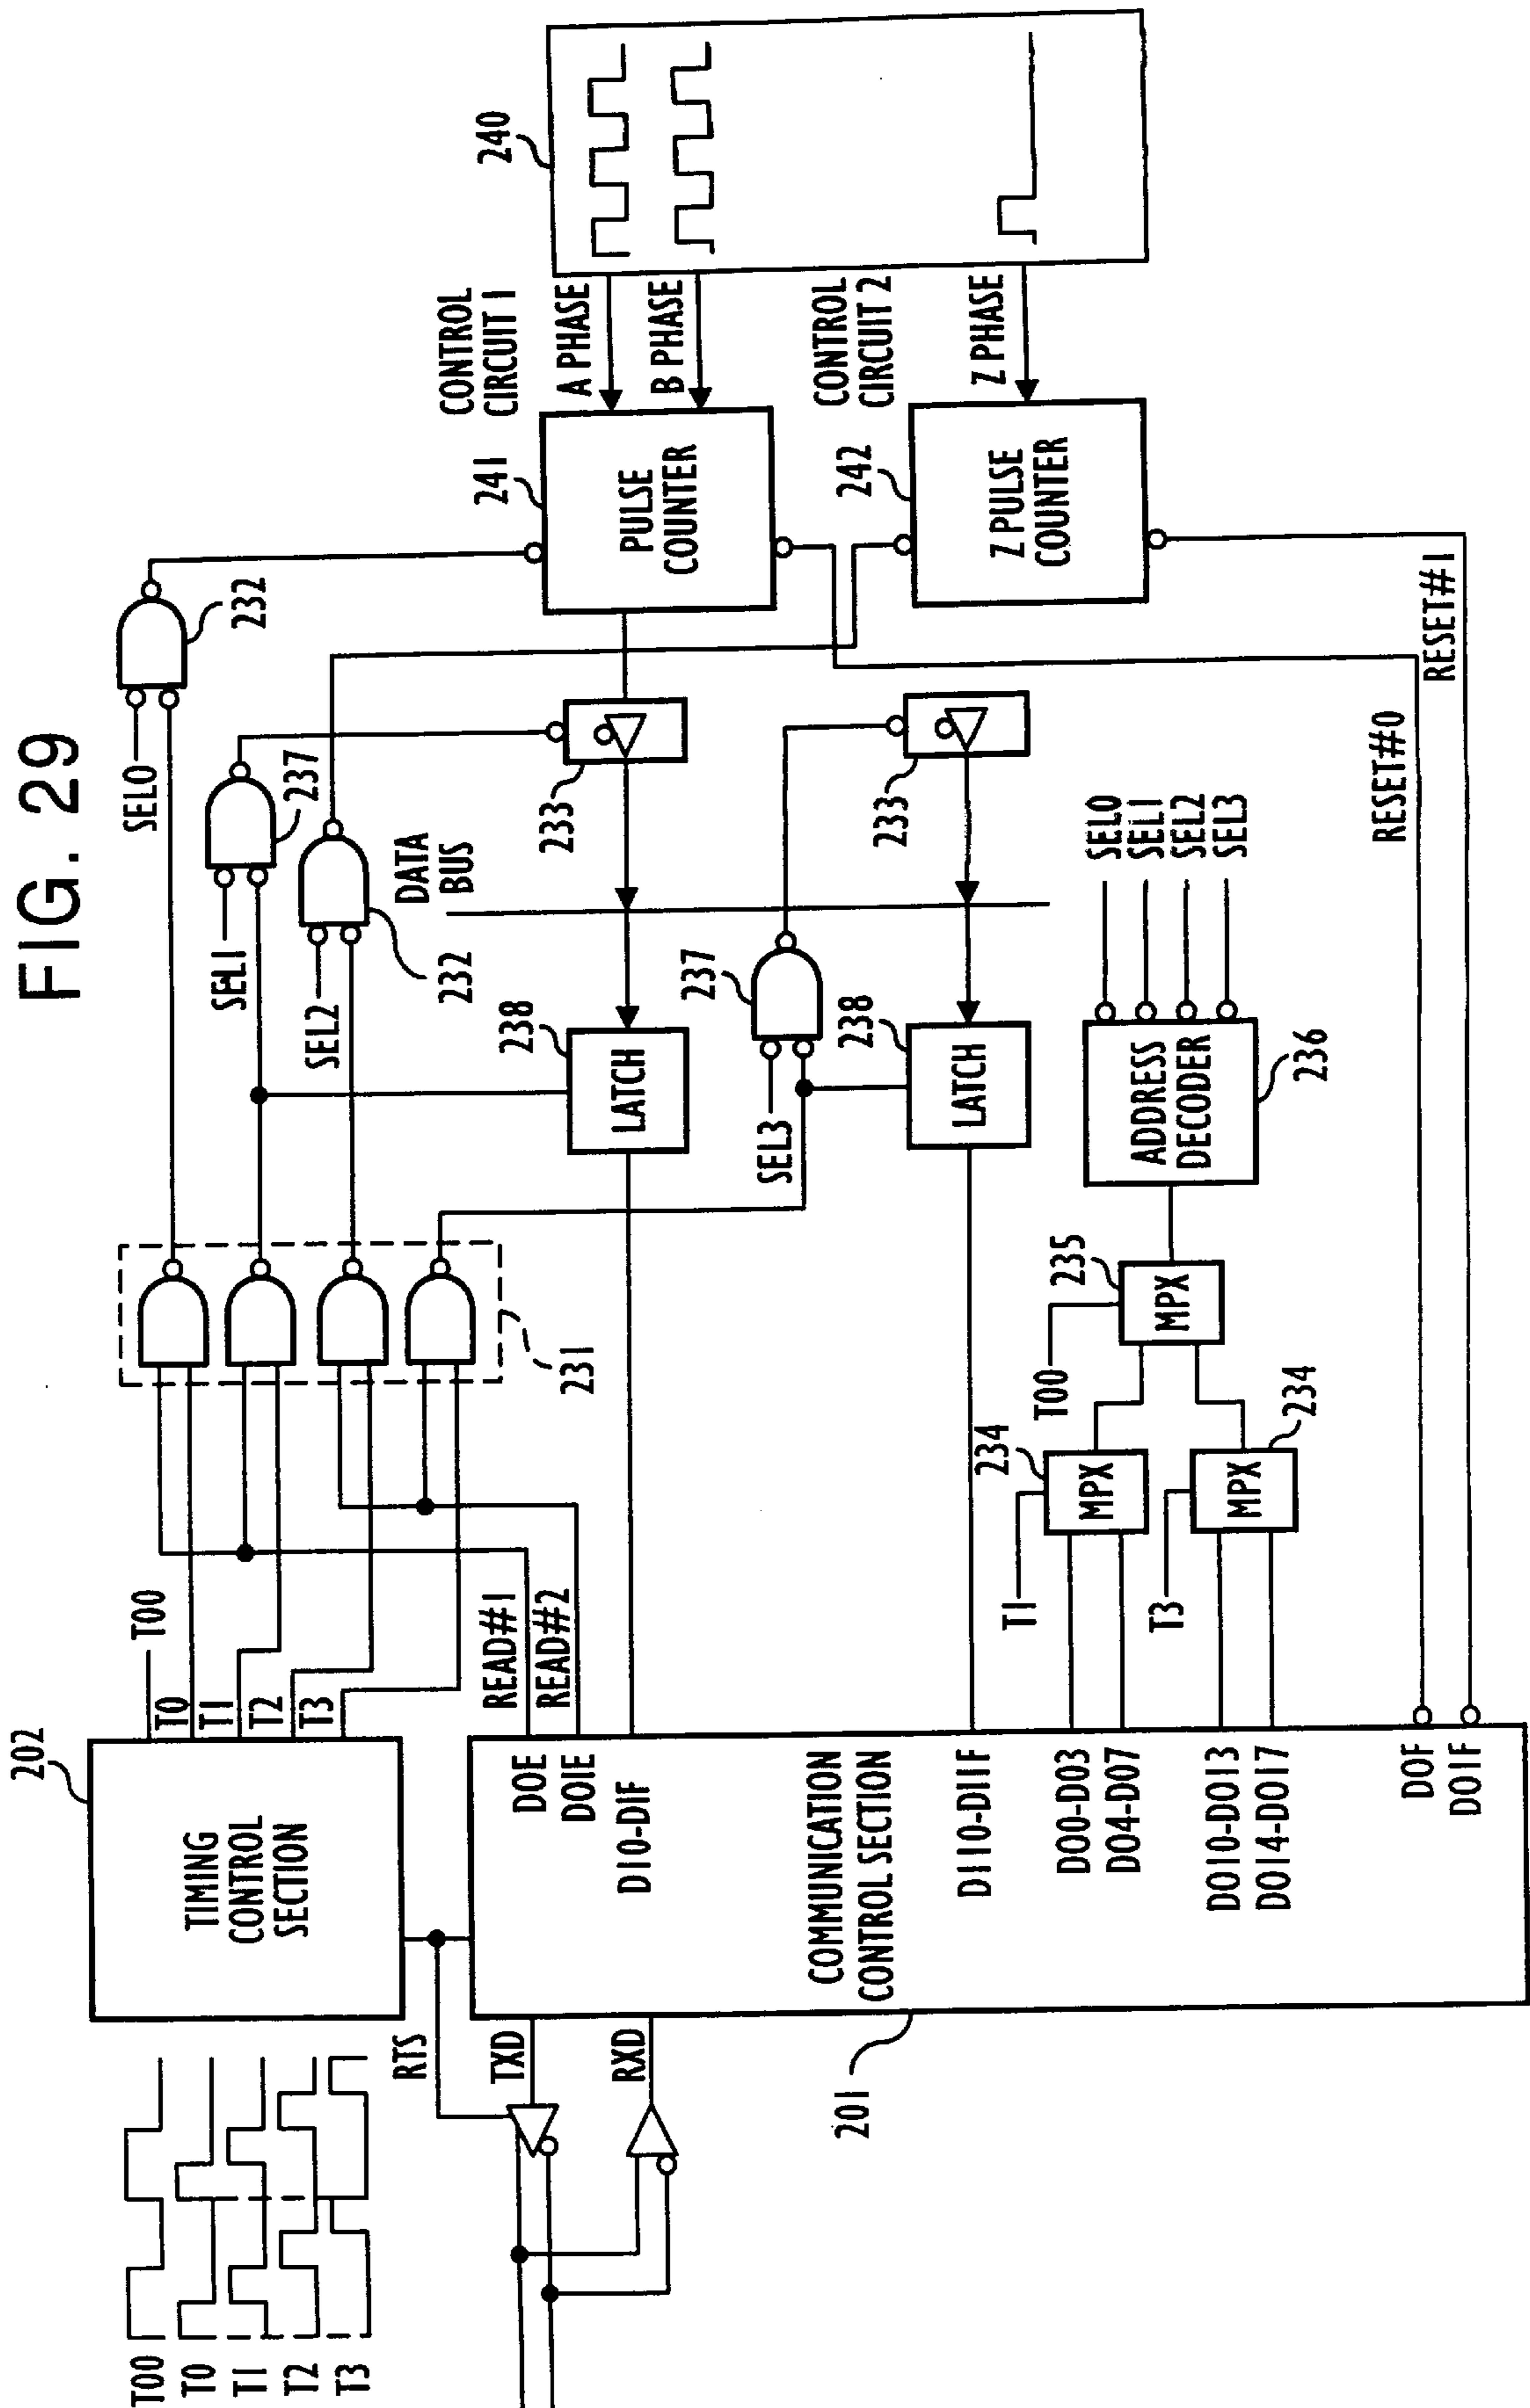 FIG. 29
T00
T0
T1
T2
T3
202
TIMING
CONTROL
SECTION
T00
T0
T1
T2
T3
231
SEL0
232
SEL1
237
SEL2
232
RTS
TXD
RXD
201
COMMUNICATION
CONTROL SECTION
DOE
DOIE
DI0-DIF
DI10-DI1F
DO0-DO3
DO4-DO7
DO10-DO13
DO14-DO17
DOF
DO1F
READ#1
READ#2
LATCH
238
DATA
BUS
233
SEL3
237
LATCH
238
233
T1
MPX
234
T3
MPX
234
T00
MPX
235
ADDRESS
DECODER
236
SEL0
SEL1
SEL2
SEL3
RESET#0
RESET#1
PULSE
COUNTER
241
Z PULSE
COUNTER
242
CONTROL
CIRCUIT 1
A PHASE
B PHASE
CONTROL
CIRCUIT 2
Z PHASE
240